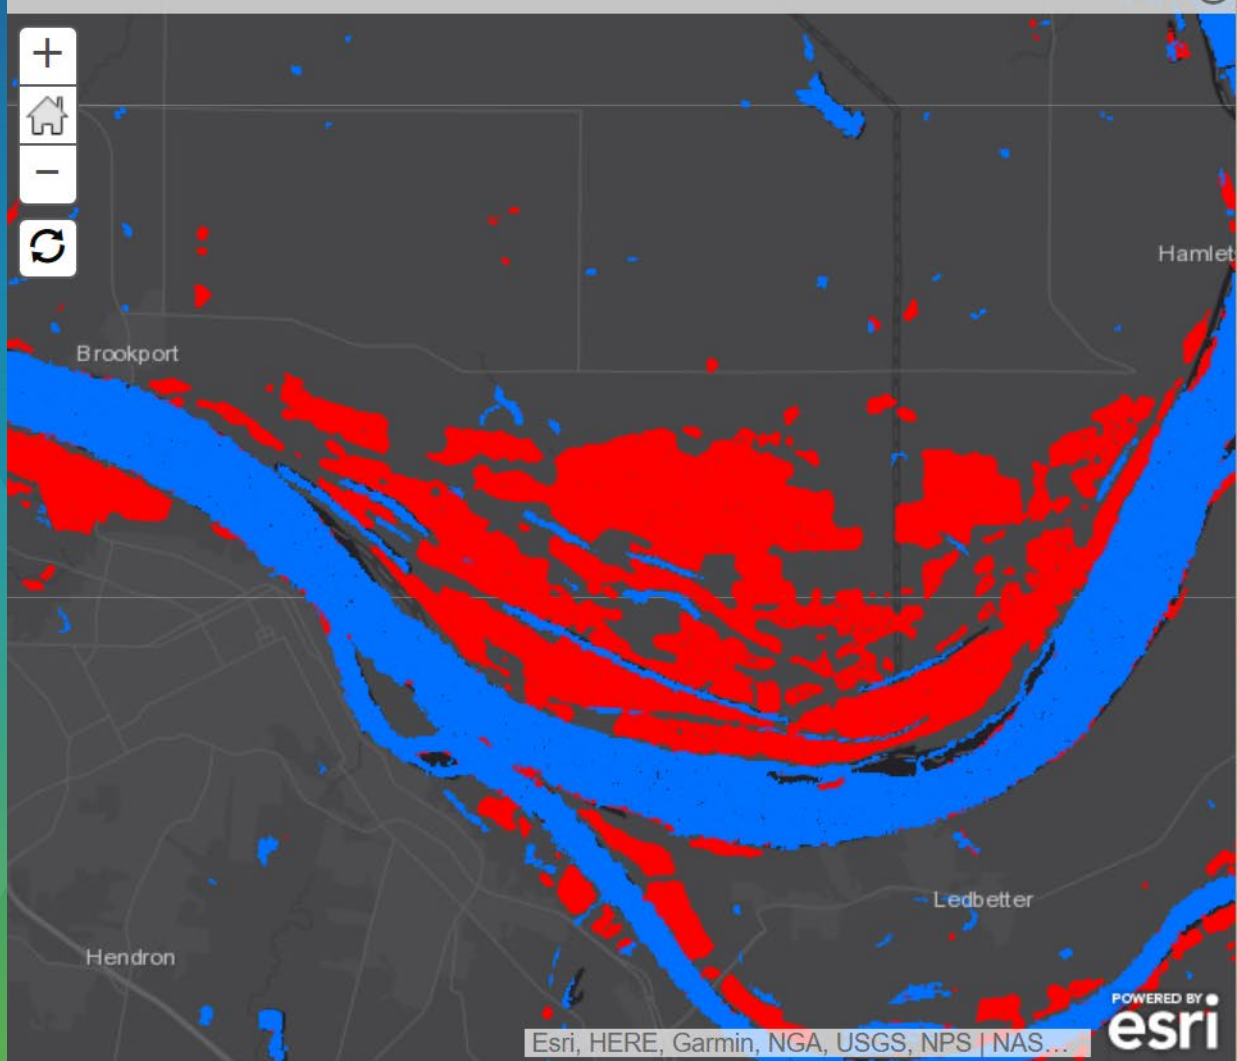 +
−
Hamlet
Brookport
Ledbetter
Hendron
POWERED BY
esri
Esri, HERE, Garmin, NGA, USGS, NPS | NAS...